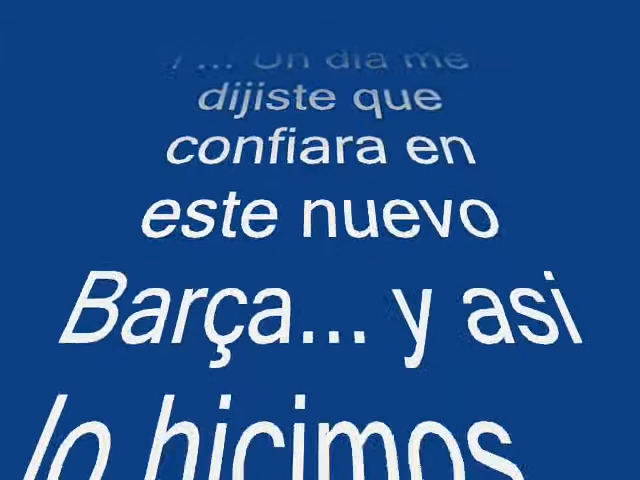 ... Un dia me
dijiste que
confiara en
este nuevo
Barça... y asi
lo hicimos